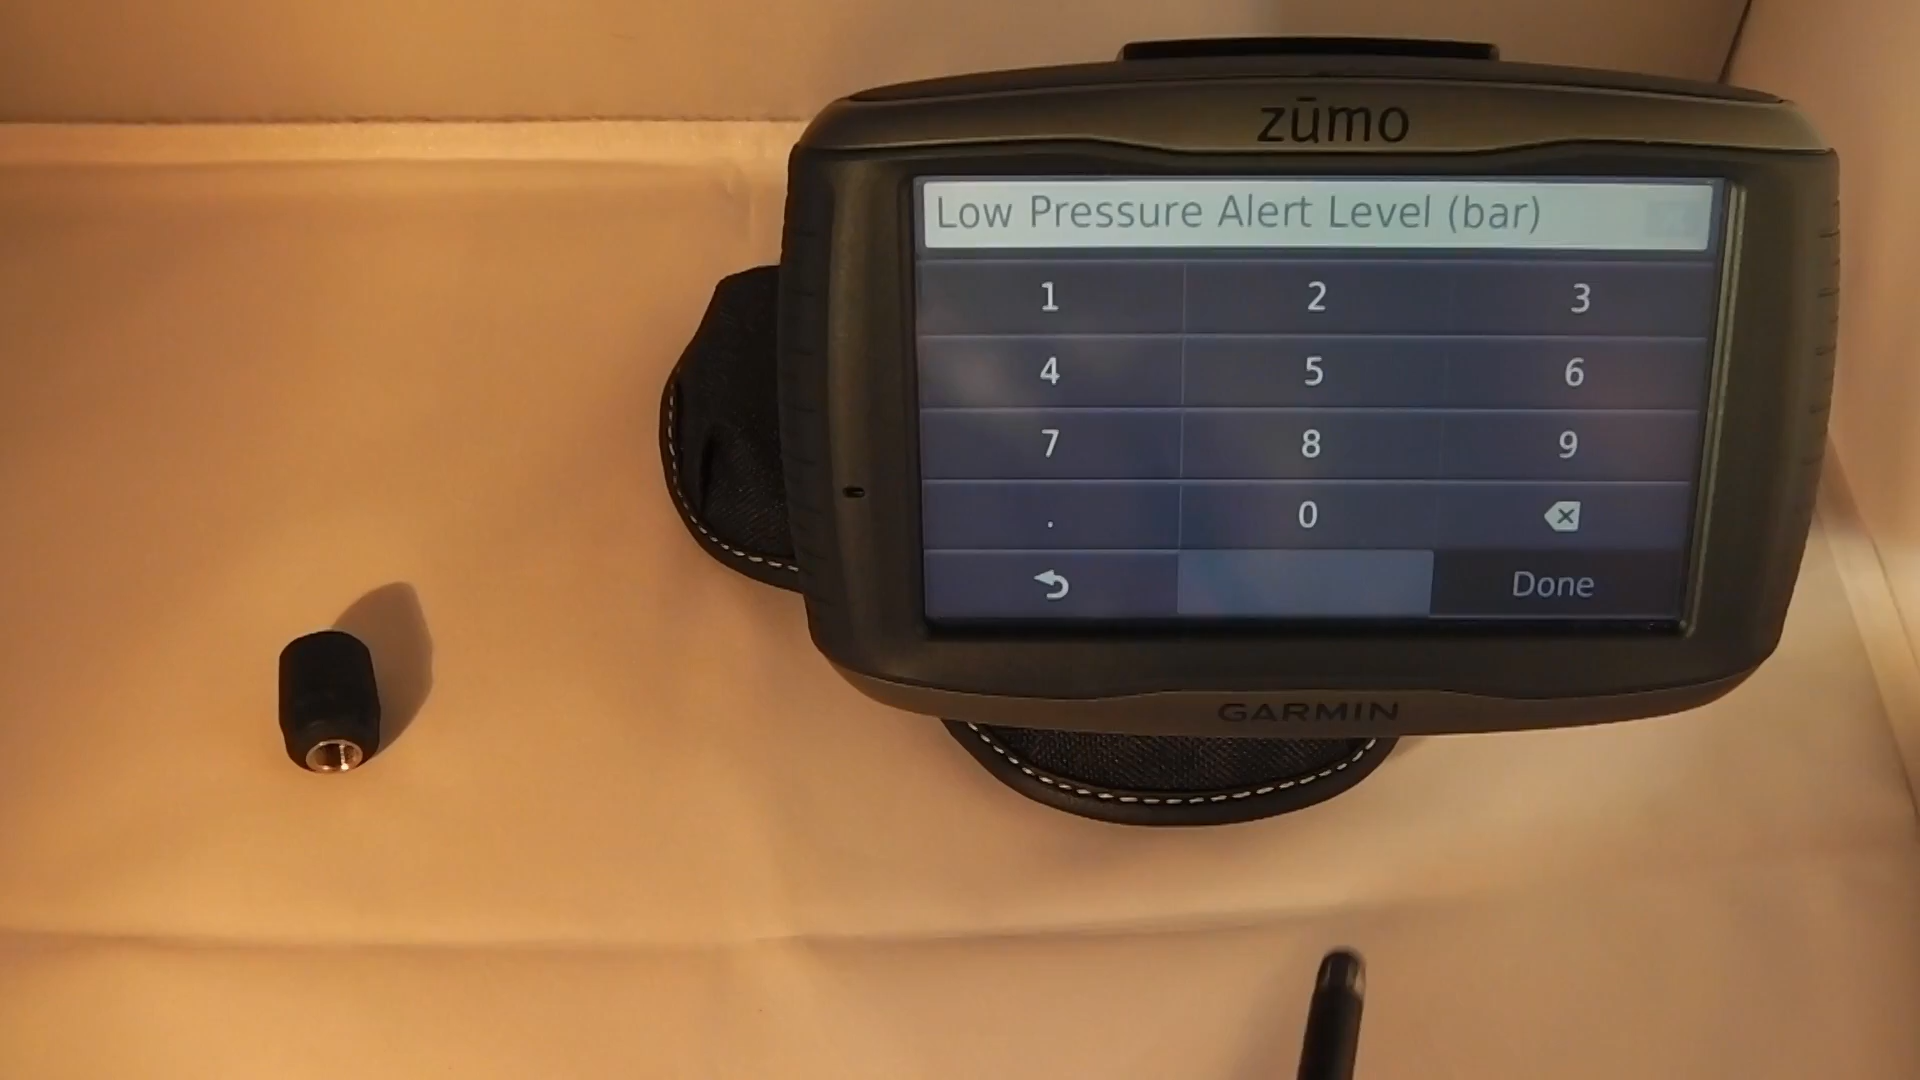 zūmo
Low Pressure Alert Level (bar)
1 2 3
4 5 6
7 8 9
. 0
Done
GARMIN